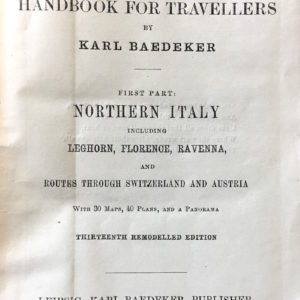 HANDBOOK FOR TRAVELLERS
BY
KARL BAEDEKER
FIRST PART:
NORTHERN ITALY
INCLUDING
LEGHORN, FLORENCE, RAVENNA,
AND
ROUTES THROUGH SWITZERLAND AND AUSTRIA
WITH 30 MAPS, 40 PLANS, AND A PANORAMA
THIRTEENTH REMODELLED EDITION
LEIPSIC: KARL BAEDEKER, PUBLISHER